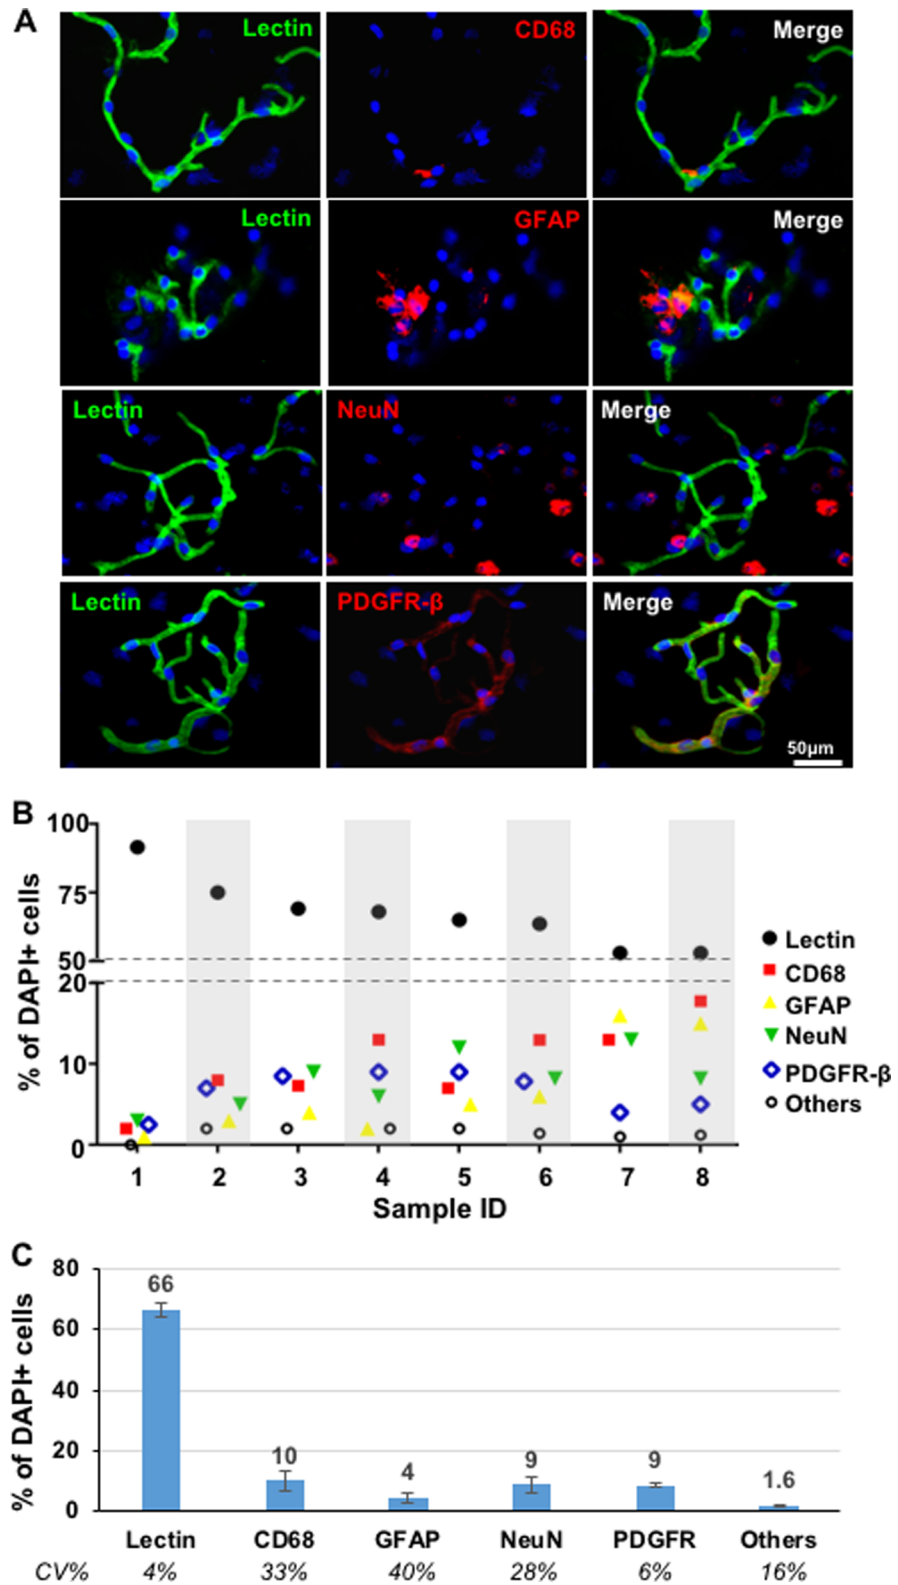 A
Lectin CD68 Merge
Lectin GFAP Merge
Lectin NeuN Merge
Lectin PDGFR-β Merge
50μm
B
% of DAPI+ cells
100
75
50
20
10
0
1 2 3 4 5 6 7 8
Sample ID
Lectin
CD68
GFAP
NeuN
PDGFR-β
Others
C
% of DAPI+ cells
80
60
40
20
0
66 10 4 9 9 1.6
Lectin CD68 GFAP NeuN PDGFR Others
CV% 4% 33% 40% 28% 6% 16%